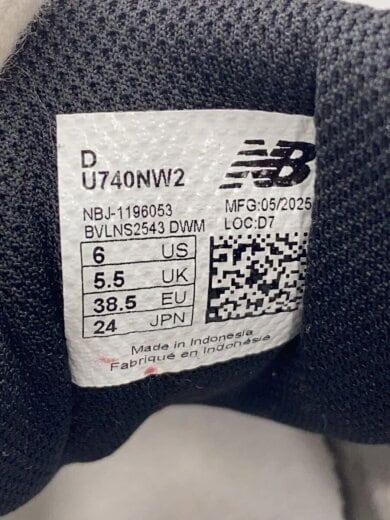 D
U740NW2
NB
NBJ-1196053
MFG:05/2025
BVLNS2543 DWM
LOC:D7
6 US
5.5 UK
38.5 EU
24 JPN
Made in Indonesia
Fabriqué en Indonésie